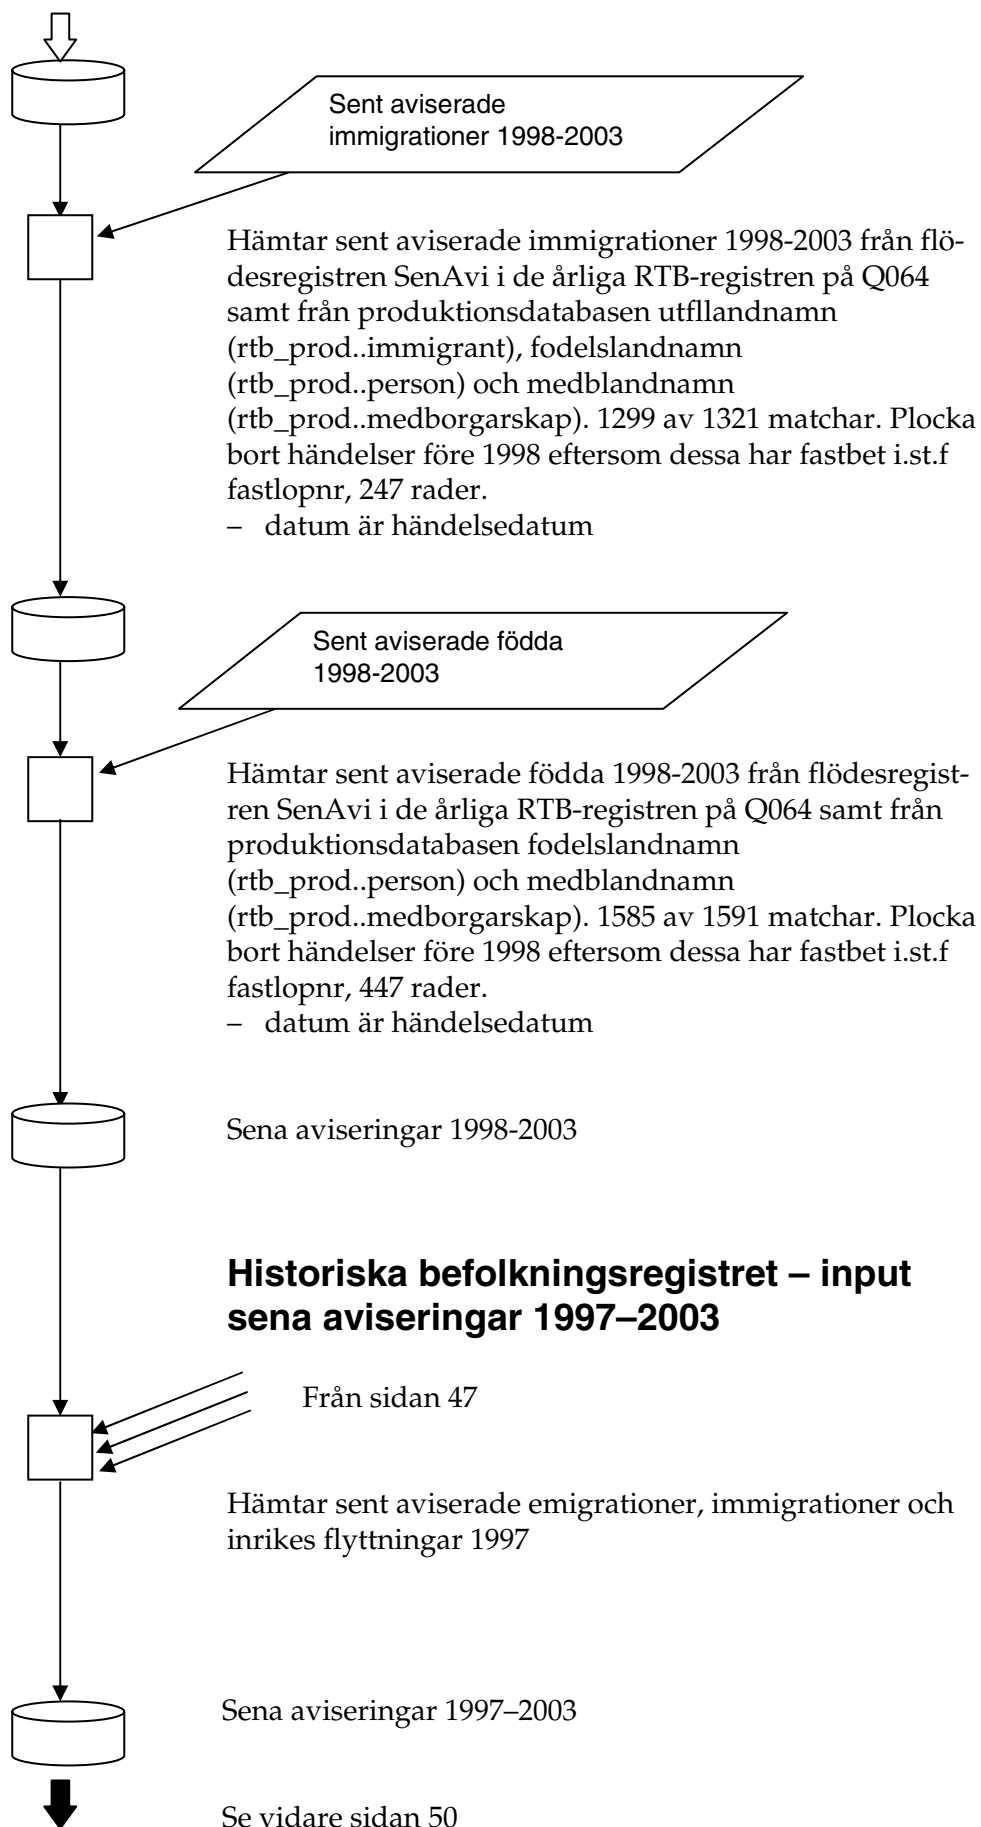 Sent aviserade
immigrationer 1998-2003
Hämtar sent aviserade immigrationer 1998-2003 från flö-
desregistren SenAvi i de årliga RTB-registren på Q064
samt från produktionsdatabasen utfllandnamn
(rtb_prod..immigrant), fodelslandnamn
(rtb_prod..person) och medblandnamn
(rtb_prod..medborgarskap). 1299 av 1321 matchar. Plocka
bort händelser före 1998 eftersom dessa har fastbet i.st.f
fastlopnr, 247 rader.
– datum är händelsedatum
Sent aviserade födda
1998-2003
Hämtar sent aviserade födda 1998-2003 från flödesregist-
ren SenAvi i de årliga RTB-registren på Q064 samt från
produktionsdatabasen fodelslandnamn
(rtb_prod..person) och medblandnamn
(rtb_prod..medborgarskap). 1585 av 1591 matchar. Plocka
bort händelser före 1998 eftersom dessa har fastbet i.st.f
fastlopnr, 447 rader.
– datum är händelsedatum
Sena aviseringar 1998-2003
Historiska befolkningsregistret – input
sena aviseringar 1997–2003
Från sidan 47
Hämtar sent aviserade emigrationer, immigrationer och
inrikes flyttningar 1997
Sena aviseringar 1997–2003
Se vidare sidan 50